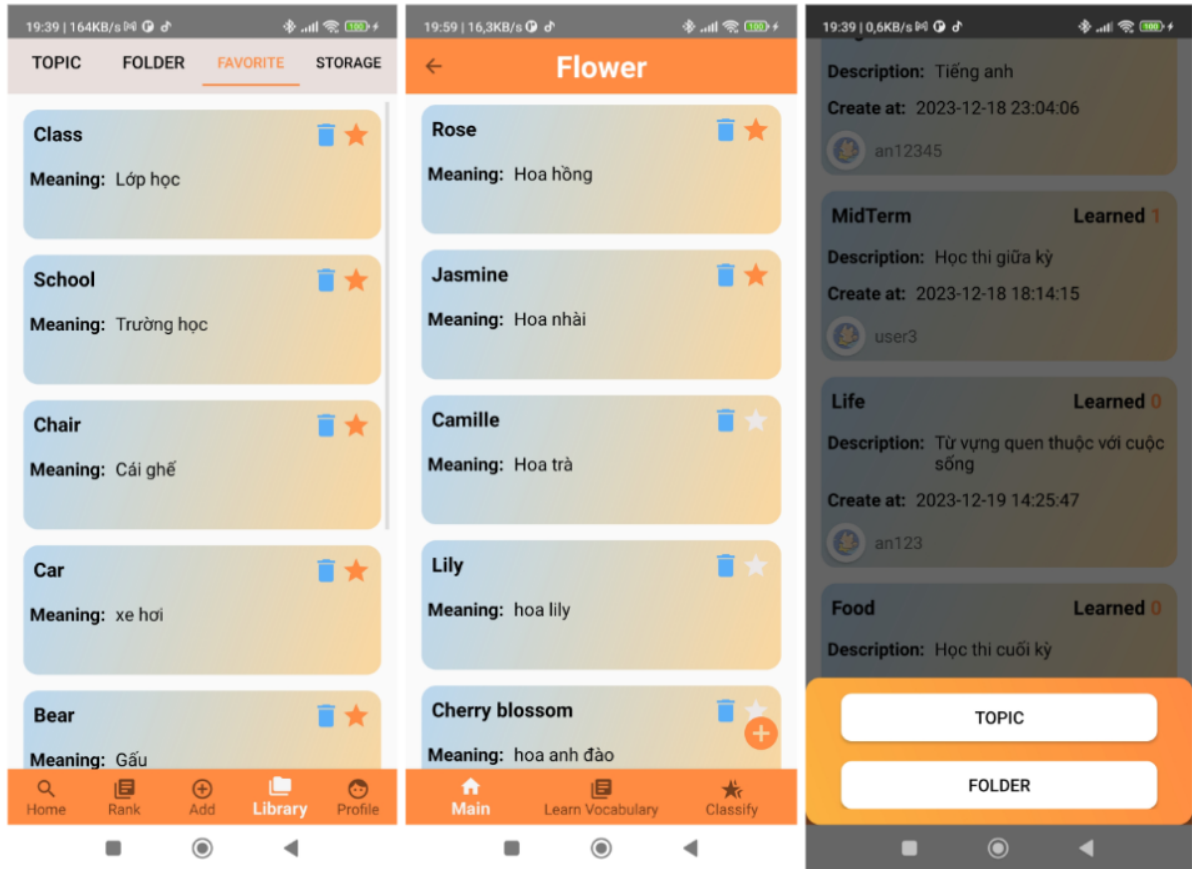 19:39 | 164KB/s
100
TOPIC FOLDER FAVORITE STORAGE
Class
Meaning: Lớp học
School
Meaning: Trường học
Chair
Meaning: Cái ghế
Car
Meaning: xe hơi
Bear
Meaning: Gấu
Home Rank Add Library Profile
19:59 | 16,3KB/s
100
Flower
Rose
Meaning: Hoa hồng
Jasmine
Meaning: Hoa nhài
Camille
Meaning: Hoa trà
Lily
Meaning: hoa lily
Cherry blossom
Meaning: hoa anh đào
Main Learn Vocabulary Classify
19:39 | 0,6KB/s
100
Description: Tiếng anh
Create at: 2023-12-18 23:04:06
an12345
MidTerm Learned 1
Description: Học thi giữa kỳ
Create at: 2023-12-18 18:14:15
user3
Life Learned 0
Description: Từ vựng quen thuộc với cuộc
sống
Create at: 2023-12-19 14:25:47
an123
Food Learned 0
Description: Học thi cuối kỳ
TOPIC
FOLDER